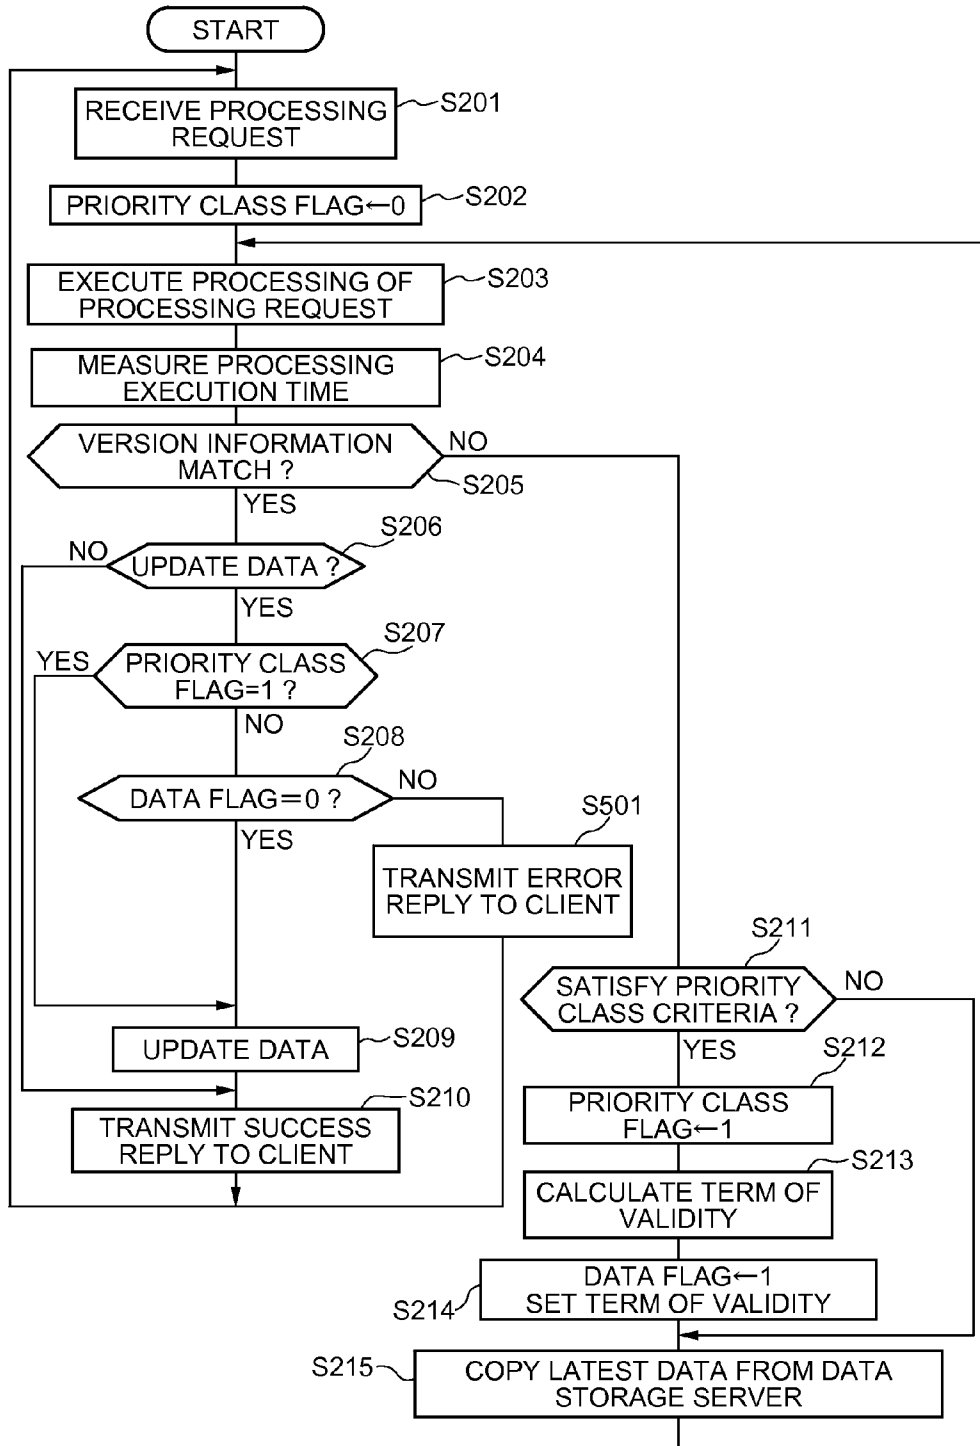 START
RECEIVE PROCESSING
REQUEST
S201
PRIORITY CLASS FLAG←0
S202
EXECUTE PROCESSING OF
PROCESSING REQUEST
S203
MEASURE PROCESSING
EXECUTION TIME
S204
VERSION INFORMATION
MATCH ?
NO
S205
YES
S206
NO
UPDATE DATA ?
YES
S207
YES
PRIORITY CLASS
FLAG=1 ?
NO
S208
DATA FLAG=0 ?
NO
YES
S501
TRANSMIT ERROR
REPLY TO CLIENT
S211
SATISFY PRIORITY
CLASS CRITERIA ?
NO
YES
UPDATE DATA
S209
S212
PRIORITY CLASS
FLAG←1
S210
TRANSMIT SUCCESS
REPLY TO CLIENT
S213
CALCULATE TERM OF
VALIDITY
DATA FLAG←1
SET TERM OF VALIDITY
S214
S215
COPY LATEST DATA FROM DATA
STORAGE SERVER